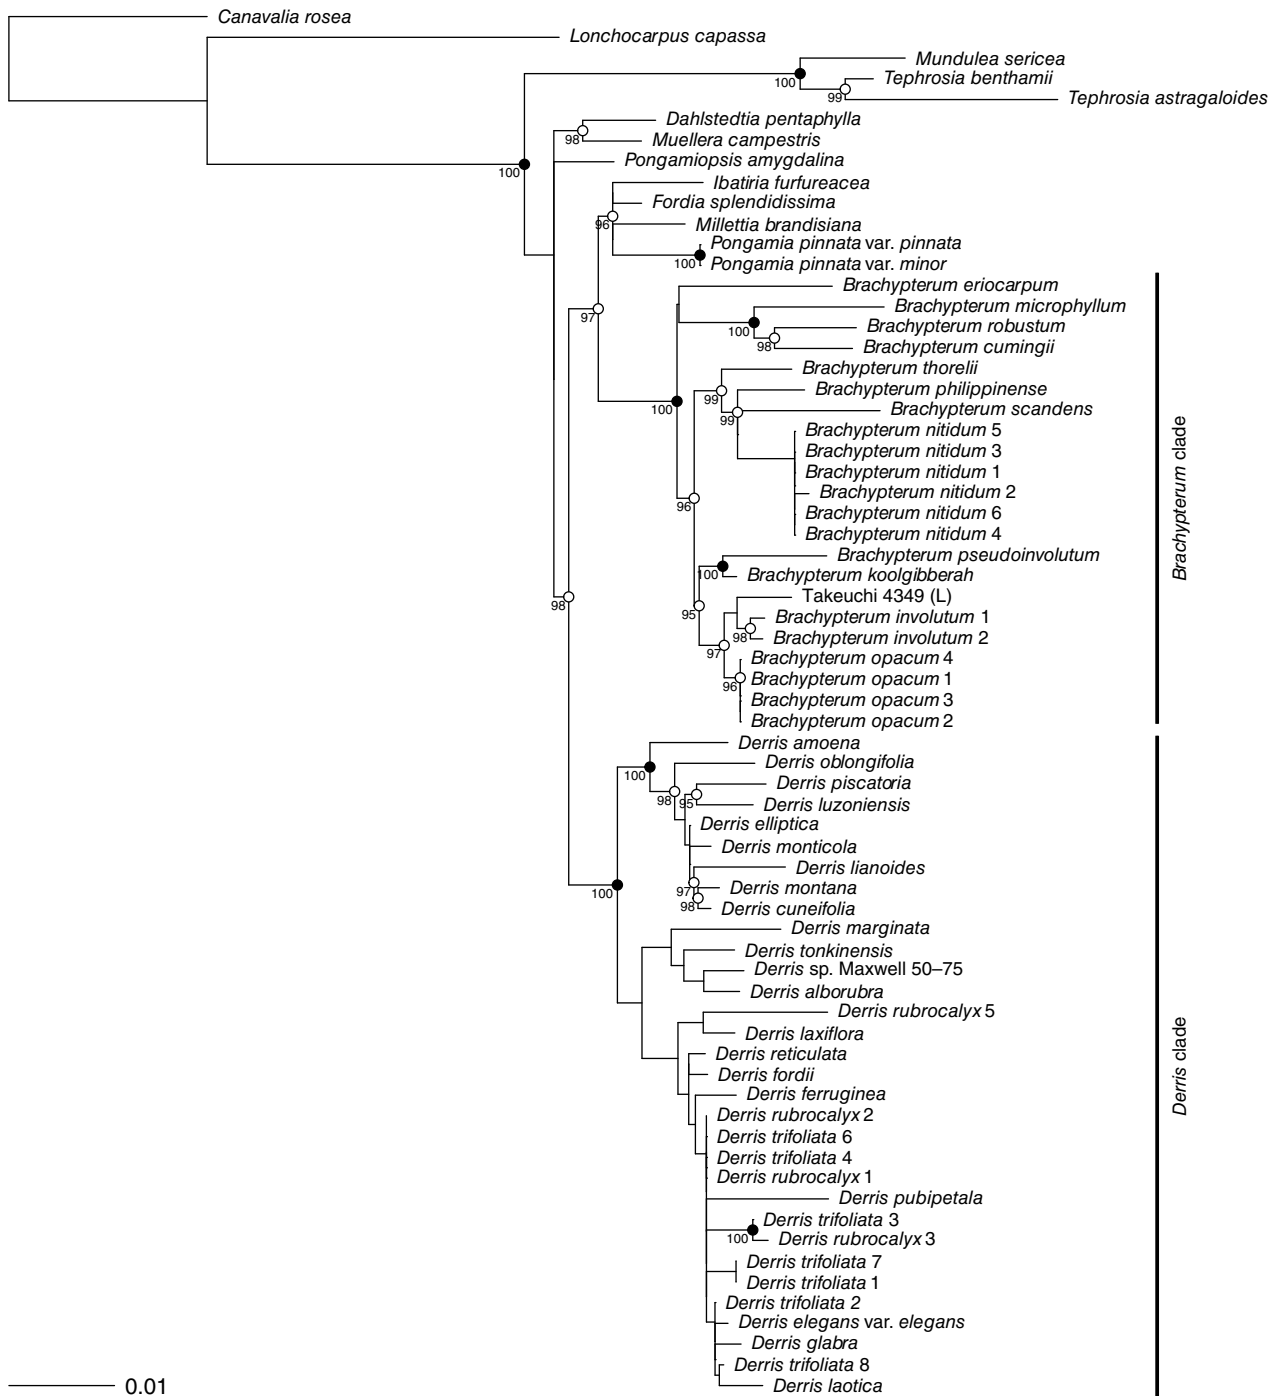 Canavalia rosea
Lonchocarpus capassa
Mundulea sericea
100
Tephrosia benthamii
99
Tephrosia astragaloides
Dahlstedtia pentaphylla
98
Muellera campestris
Pongamiopsis amygdalina
100
Ibatiria furfureacea
Fordia splendidissima
96
Millettia brandisiana
Pongamia pinnata var. pinnata
100
Pongamia pinnata var. minor
Brachypterum eriocarpum
Brachypterum microphyllum
97
100
Brachypterum robustum
98
Brachypterum cumingii
Brachypterum thorelii
Brachypterum philippinense
99
100
Brachypterum scandens
99
Brachypterum nitidum 5
Brachypterum nitidum 3
Brachypterum nitidum 1
Brachypterum nitidum 2
96
Brachypterum nitidum 6
Brachypterum nitidum 4
Brachypterum pseudoinvolutum
100
Brachypterum koolgibberah
Takeuchi 4349 (L)
98
95
Brachypterum involutum 1
98
Brachypterum involutum 2
97
Brachypterum opacum 4
Brachypterum opacum 1
96
Brachypterum opacum 3
Brachypterum opacum 2
Brachypterum clade
Derris amoena
Derris oblongifolia
100
Derris piscatoria
98
95
Derris luzoniensis
Derris elliptica
Derris monticola
Derris lianoides
100
97
Derris montana
98
Derris cuneifolia
Derris marginata
Derris tonkinensis
Derris sp. Maxwell 50–75
Derris alborubra
Derris rubrocalyx 5
Derris laxiflora
Derris reticulata
Derris fordii
Derris ferruginea
Derris rubrocalyx 2
Derris trifoliata 6
Derris trifoliata 4
Derris rubrocalyx 1
Derris pubipetala
Derris trifoliata 3
100
Derris rubrocalyx 3
Derris trifoliata 7
Derris trifoliata 1
Derris trifoliata 2
Derris elegans var. elegans
Derris glabra
Derris trifoliata 8
Derris laotica
Derris clade
0.01